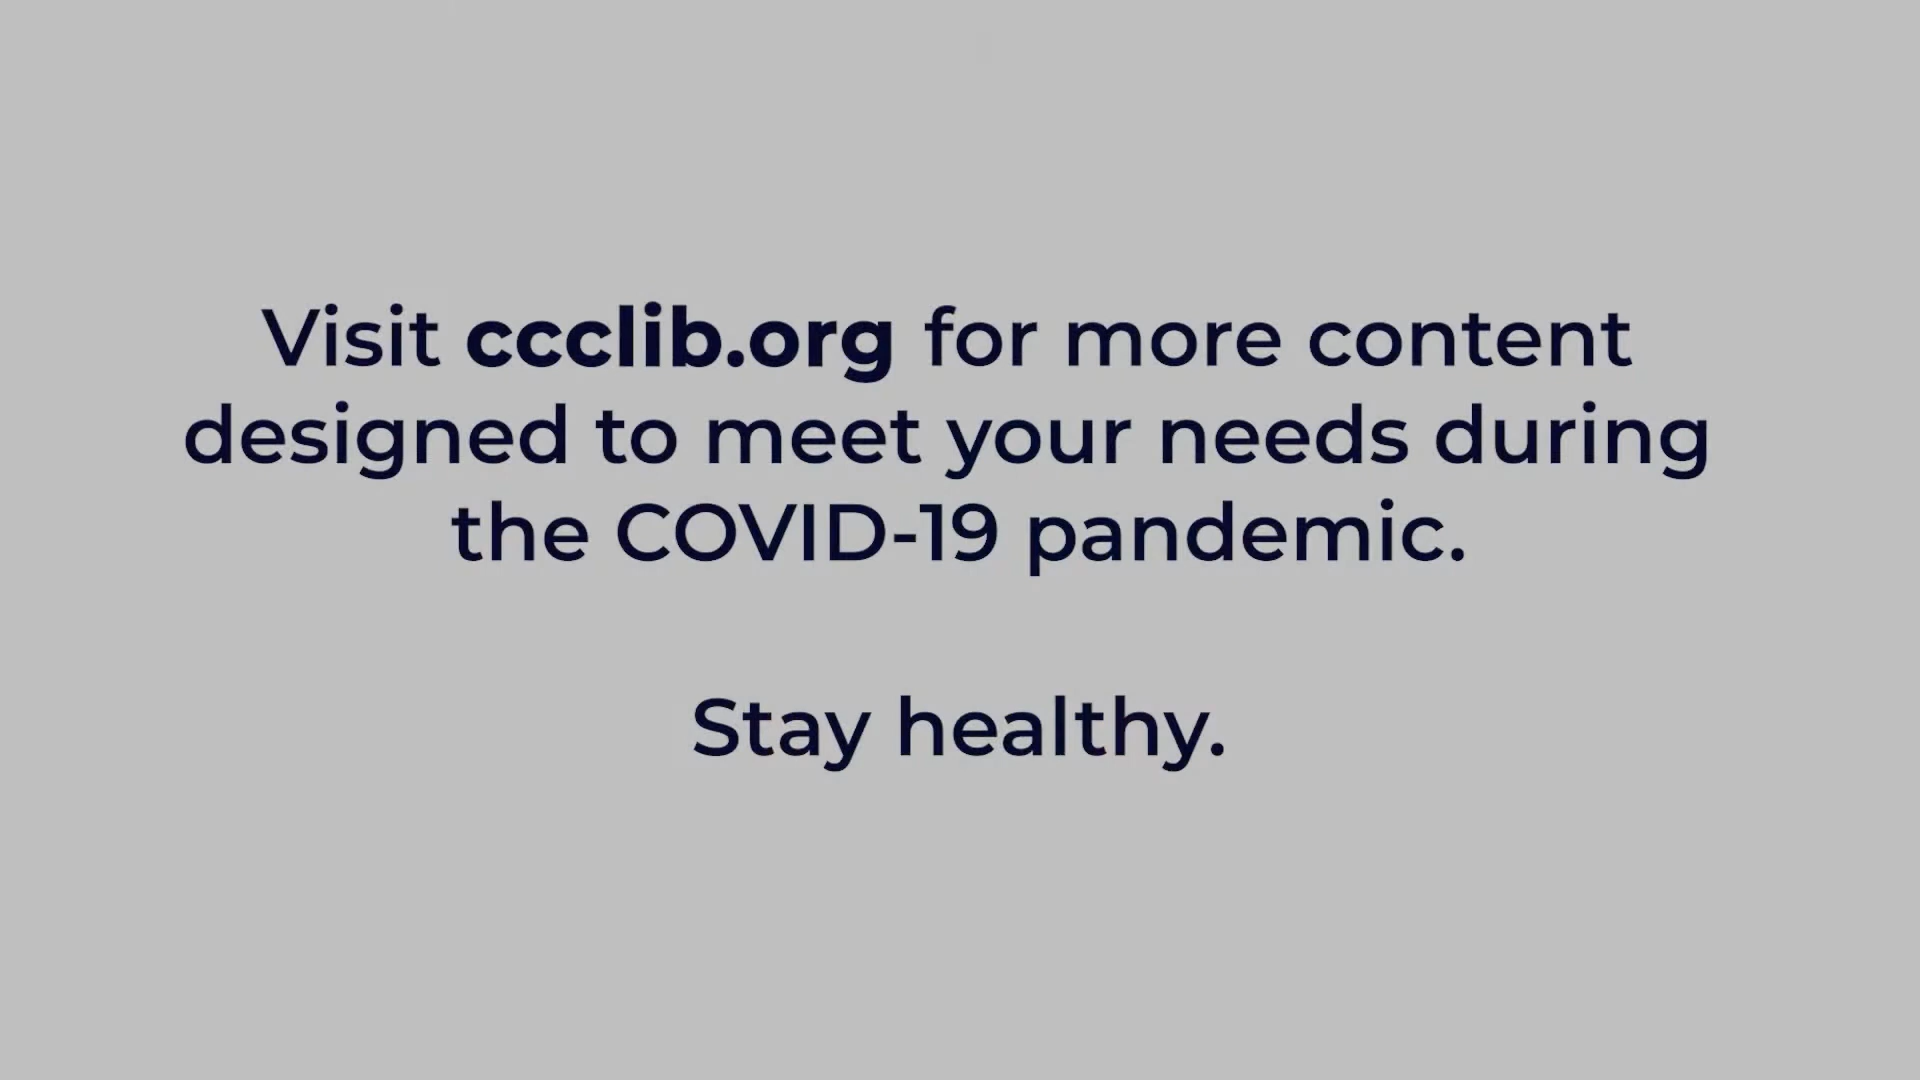 Visit ccclib.org for more content
designed to meet your needs during
the COVID-19 pandemic.
Stay healthy.